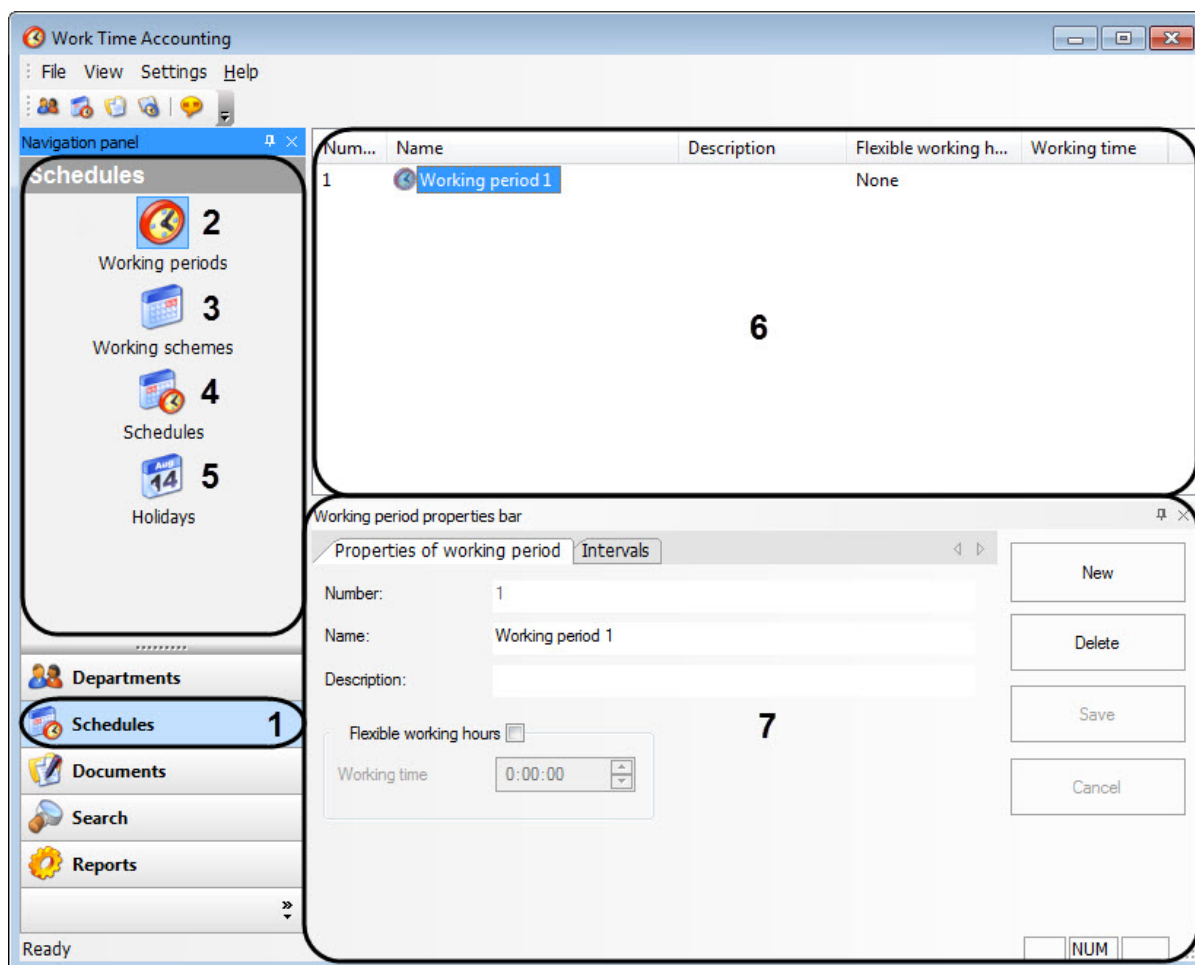 Work Time Accounting
File View Settings Help
Navigation panel
Schedules
2
Working periods
3
Working schemes
4
Schedules
5
Holidays
Departments
Schedules 1
Documents
Search
Reports
Num... Name Description Flexible working h... Working time
1 Working period 1 None
6
Working period properties bar
Properties of working period Intervals
Number: 1
Name: Working period 1
Description:
Flexible working hours
Working time 0:00:00
7
New
Delete
Save
Cancel
Ready NUM